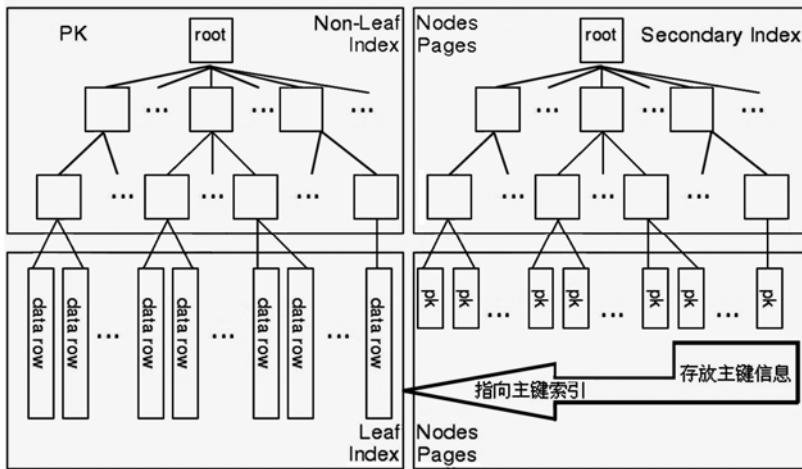 PK
root
Non-Leaf
Index
Nodes
Pages
root
Secondary Index
...
...
...
...
...
...
...
...
...
...
...
...
data row
data row
...
data row
data row
...
data row
data row
...
data row
pk
pk
...
pk
pk
...
pk
pk
...
pk
指向主键索引
存放主键信息
Leaf
Index
Nodes
Pages